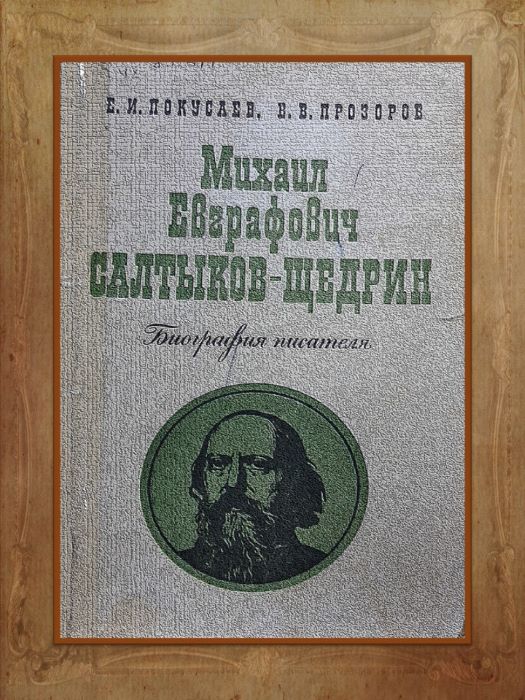 Е. И. ПОКУСАЕВ, В. В. ПРОЗОРОВ
Михаил
Евграфович
САЛТЫКОВ-ЩЕДРИН
Биография писателя